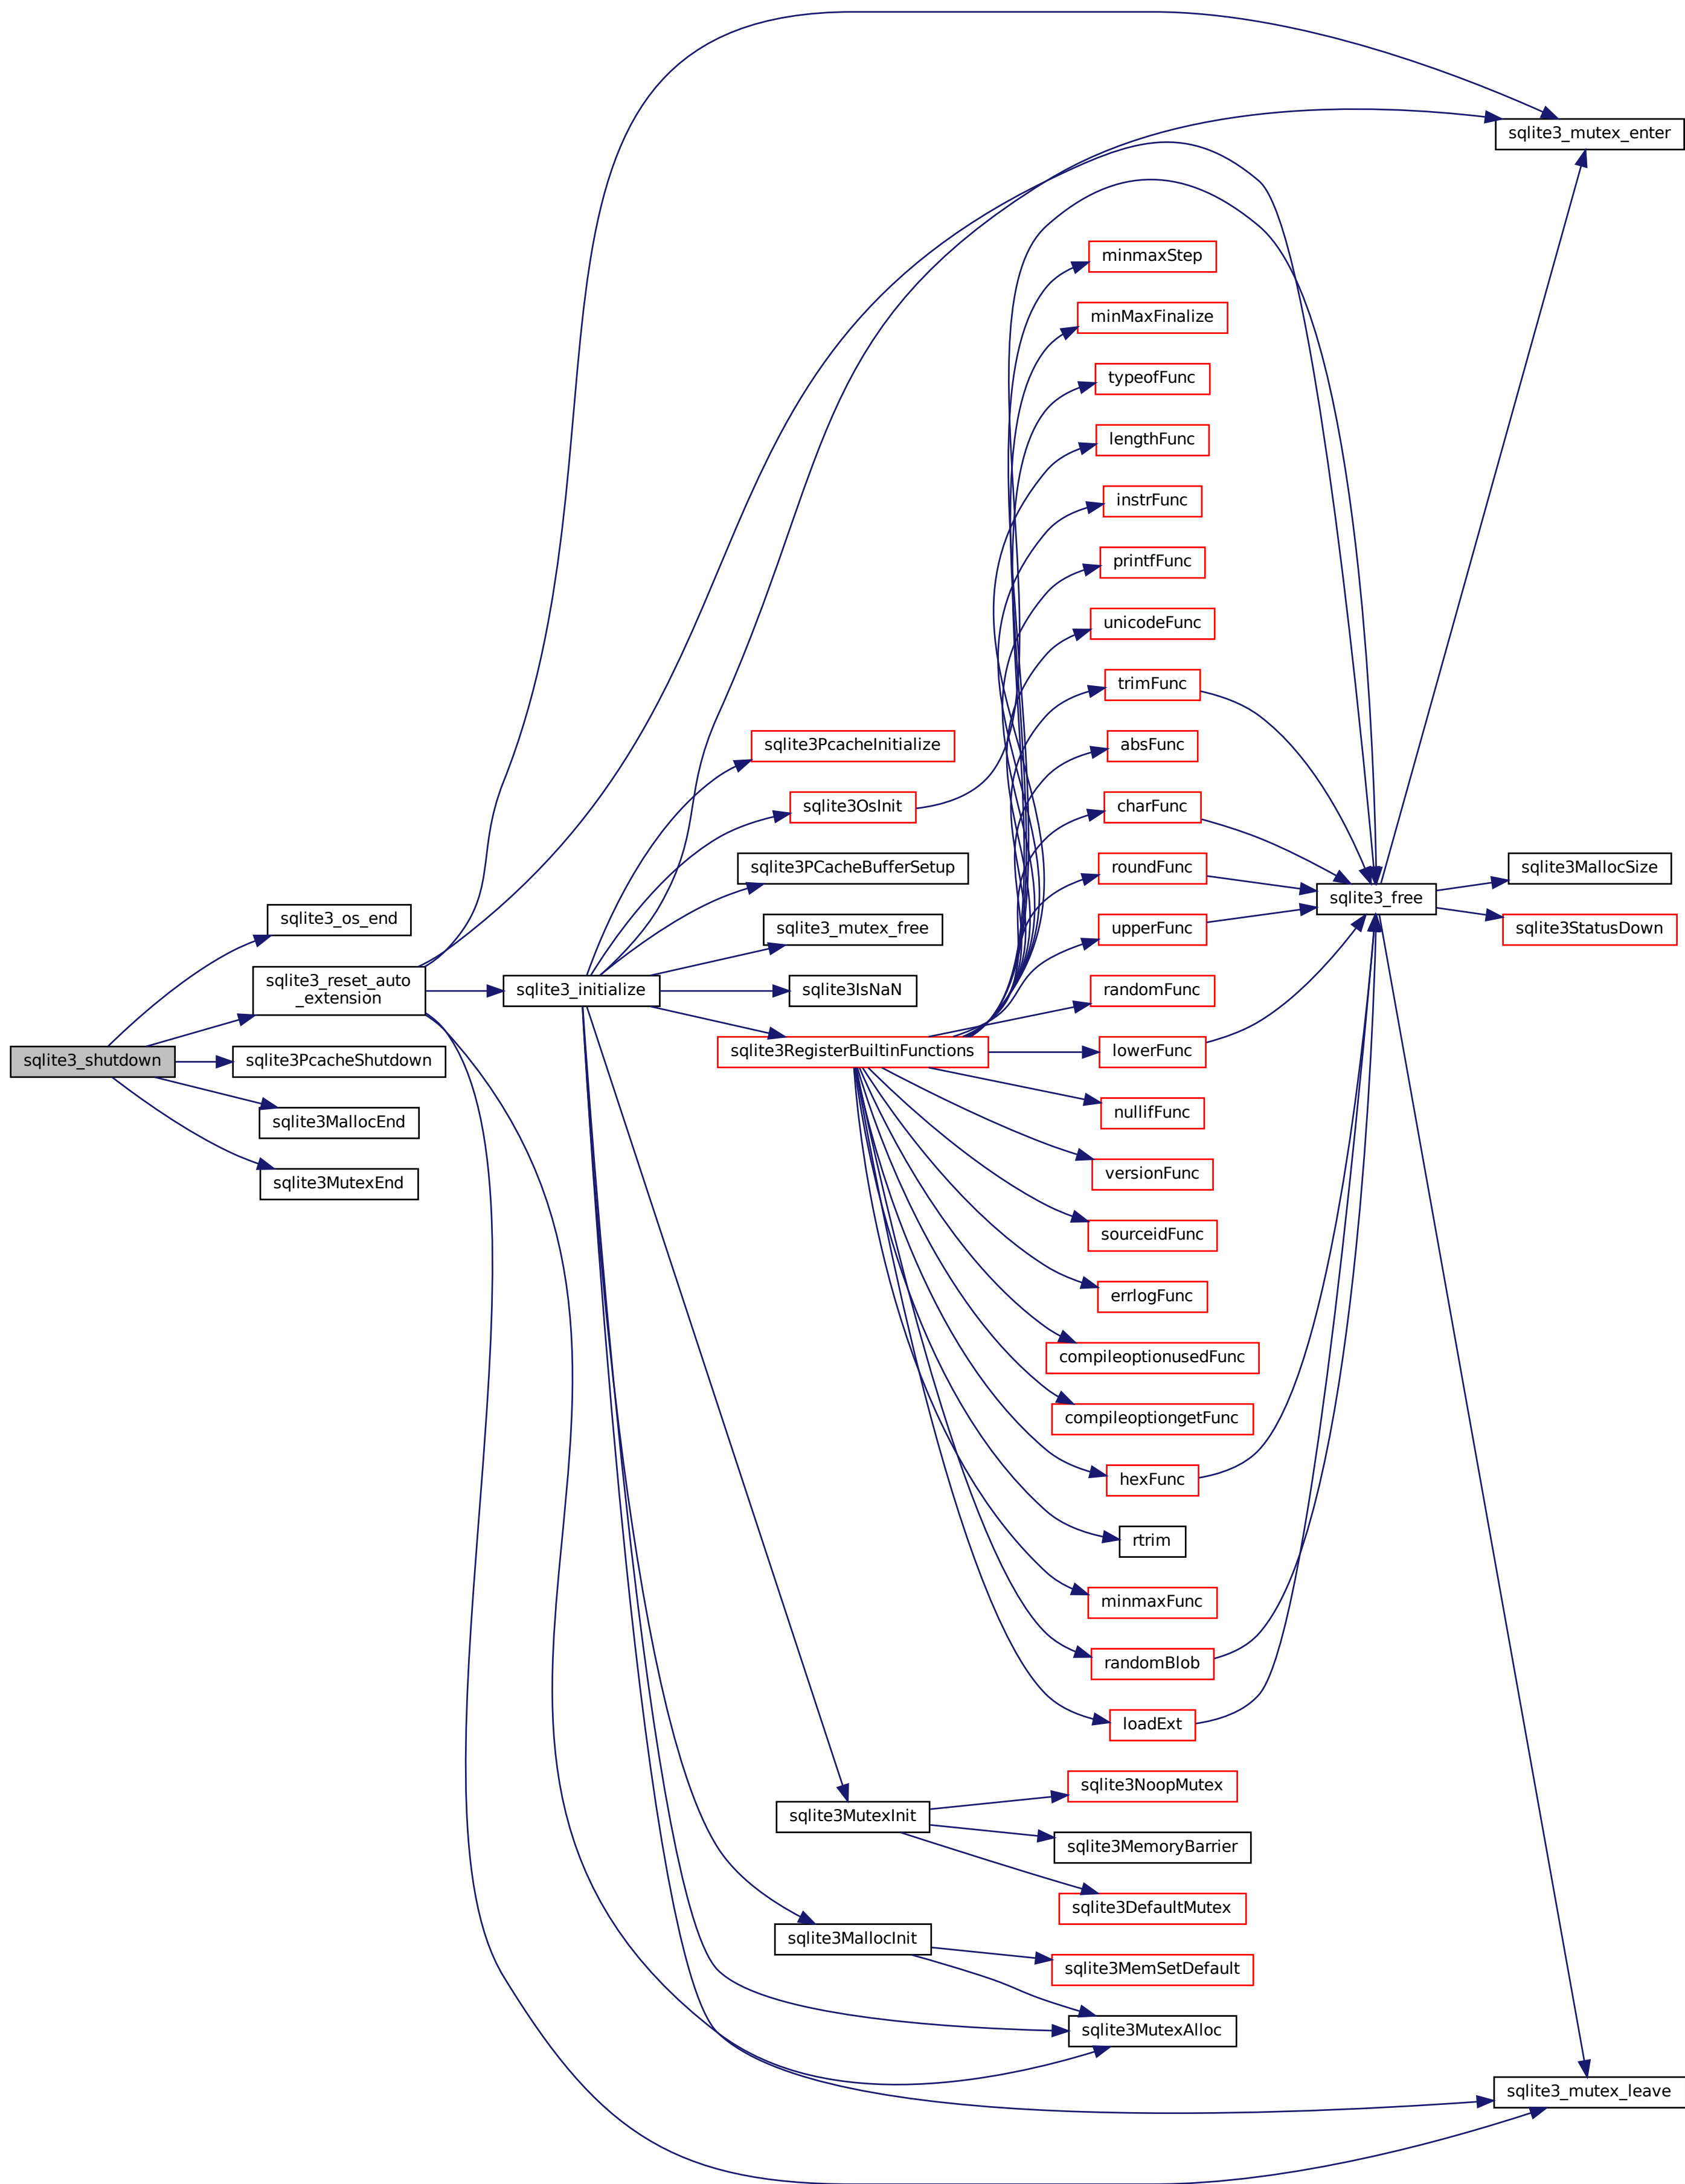 sqlite3_shutdown
sqlite3_os_end
sqlite3_reset_auto
_extension
sqlite3PcacheShutdown
sqlite3MallocEnd
sqlite3MutexEnd
sqlite3_initialize
sqlite3PcacheInitialize
sqlite3OsInit
sqlite3PCacheBufferSetup
sqlite3_mutex_free
sqlite3IsNaN
sqlite3RegisterBuiltinFunctions
sqlite3MutexInit
sqlite3MallocInit
minmaxStep
minMaxFinalize
typeofFunc
lengthFunc
instrFunc
printfFunc
unicodeFunc
trimFunc
absFunc
charFunc
roundFunc
upperFunc
randomFunc
lowerFunc
nullifFunc
versionFunc
sourceidFunc
errlogFunc
compileoptionusedFunc
compileoptiongetFunc
hexFunc
rtrim
minmaxFunc
randomBlob
loadExt
sqlite3NoopMutex
sqlite3MemoryBarrier
sqlite3DefaultMutex
sqlite3MemSetDefault
sqlite3MutexAlloc
sqlite3_free
sqlite3_mutex_enter
sqlite3MallocSize
sqlite3StatusDown
sqlite3_mutex_leave